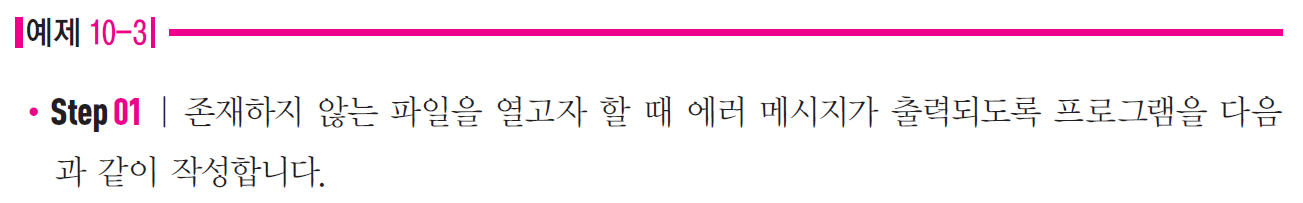 예제 10-3
• Step 01 | 존재하지 않는 파일을 열고자 할 때 에러 메시지가 출력되도록 프로그램을 다음
과 같이 작성합니다.